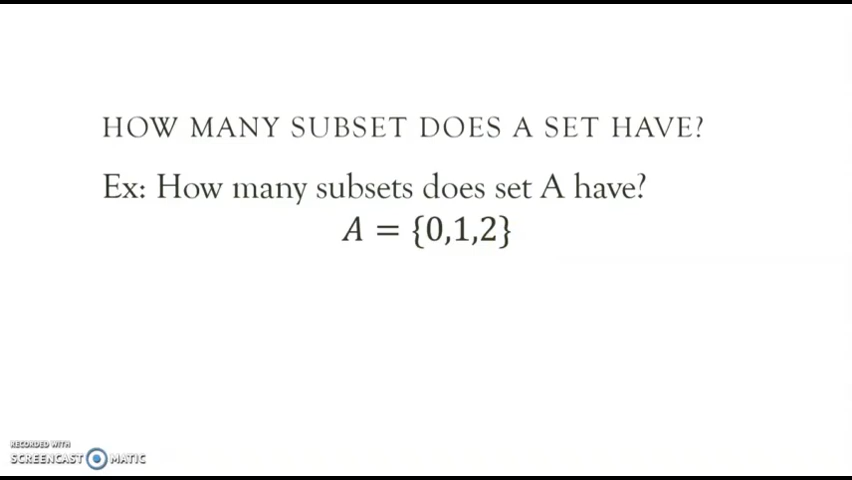 HOW MANY SUBSET DOES A SET HAVE?
Ex: How many subsets does set A have?
A = {0,1,2}
RECORDED WITH
SCREENCAST MATIC